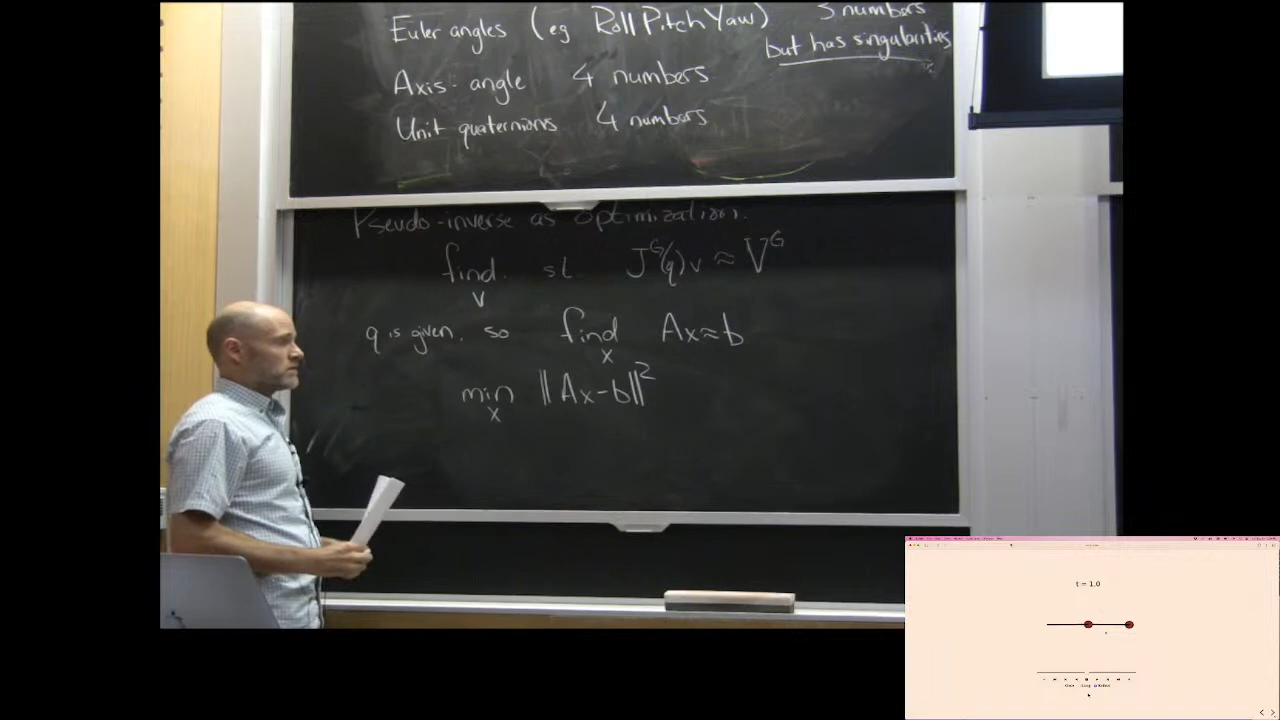 Euler angles (eg Roll Pitch Yaw) 3 numbers
but has singularities
Axis-angle 4 numbers
Unit quaternions 4 numbers
Pseudo-inverse as optimization.
find st. J^G(q)v ≈ V^G
v
q is given, so find Ax≈b
x
min ||Ax-b||^2
x
t = 1.0